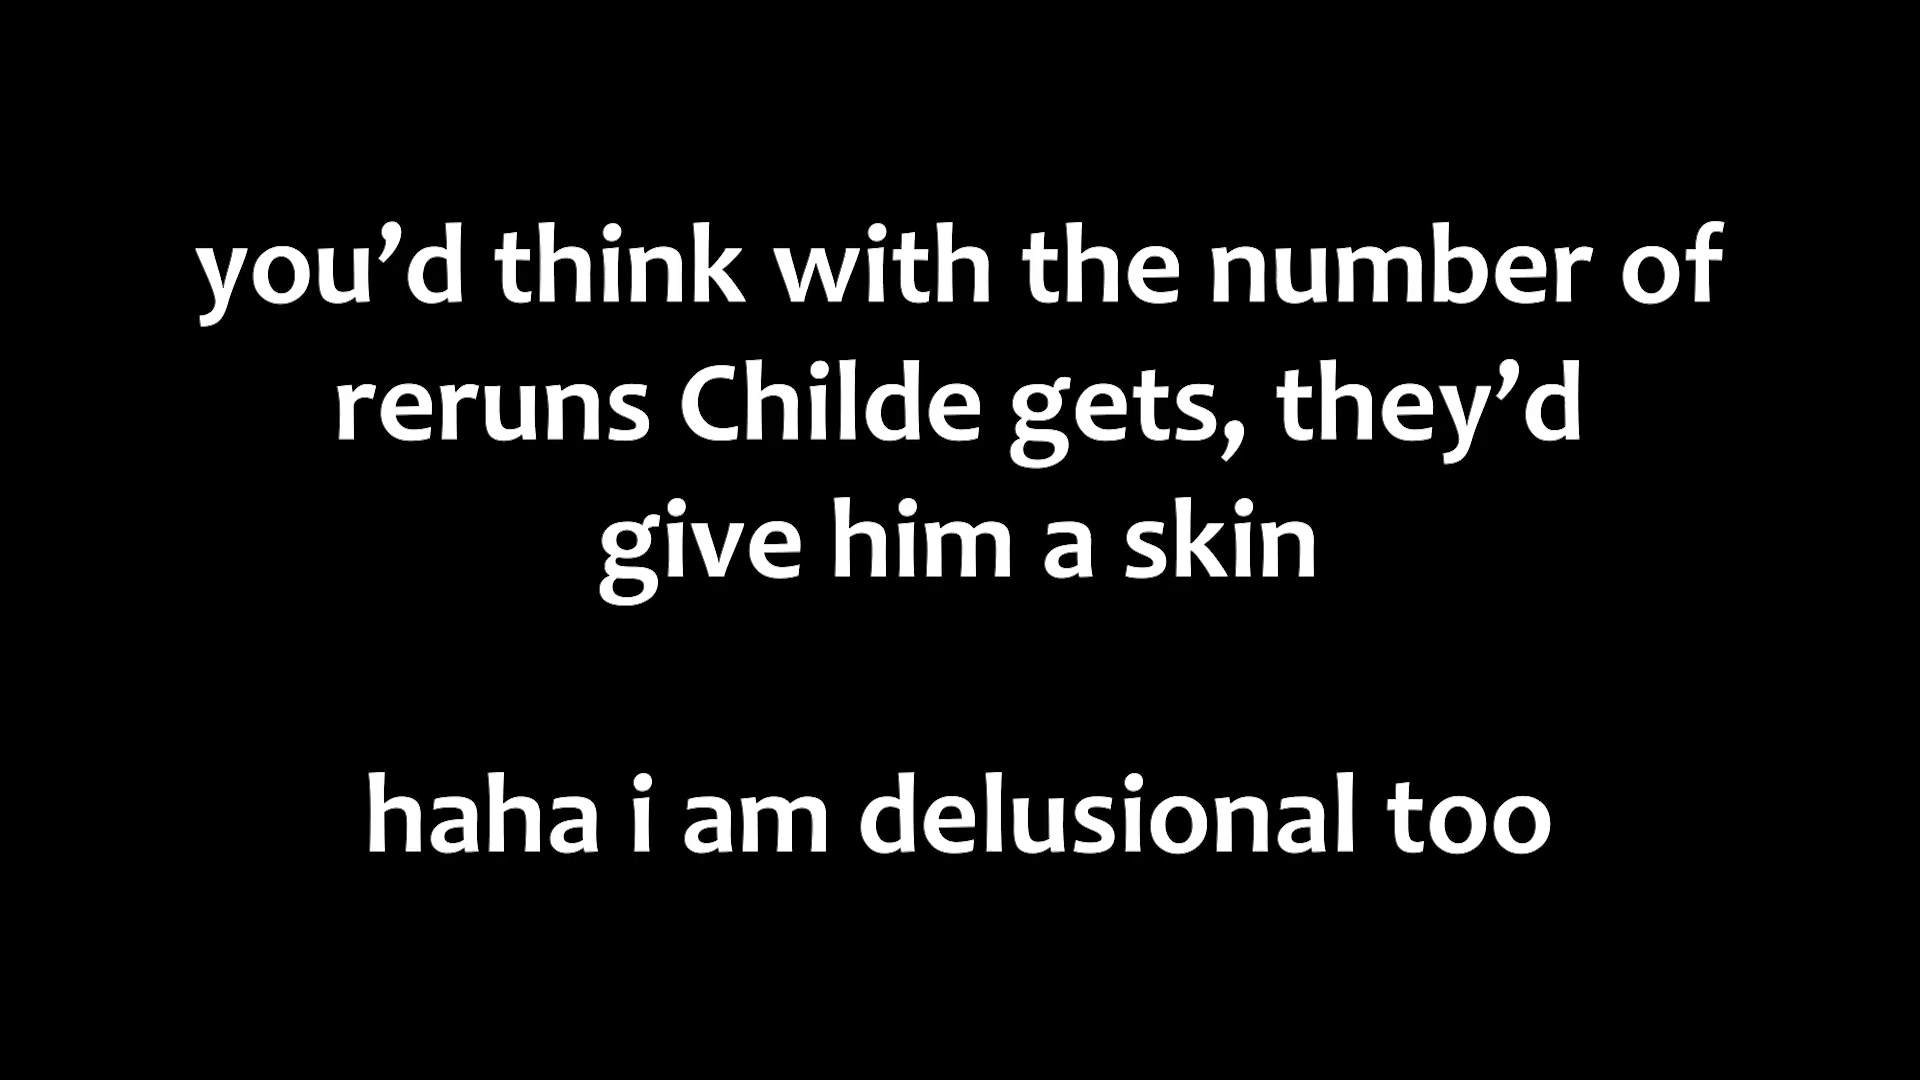 you’d think with the number of
reruns Childe gets, they’d
give him a skin
haha i am delusional too